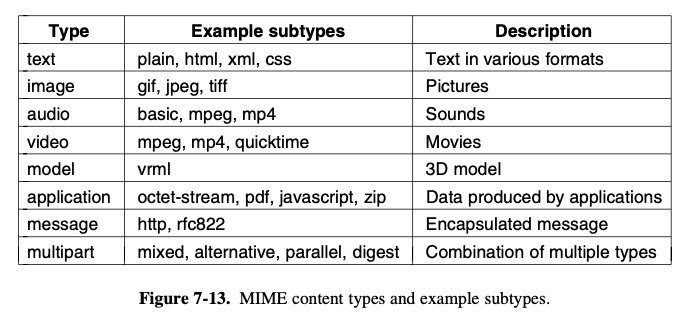 Type Example subtypes Description
text plain, html, xml, css Text in various formats
image gif, jpeg, tiff Pictures
audio basic, mpeg, mp4 Sounds
video mpeg, mp4, quicktime Movies
model vrml 3D model
application octet-stream, pdf, javascript, zip Data produced by applications
message http, rfc822 Encapsulated message
multipart mixed, alternative, parallel, digest Combination of multiple types
Figure 7-13. MIME content types and example subtypes.